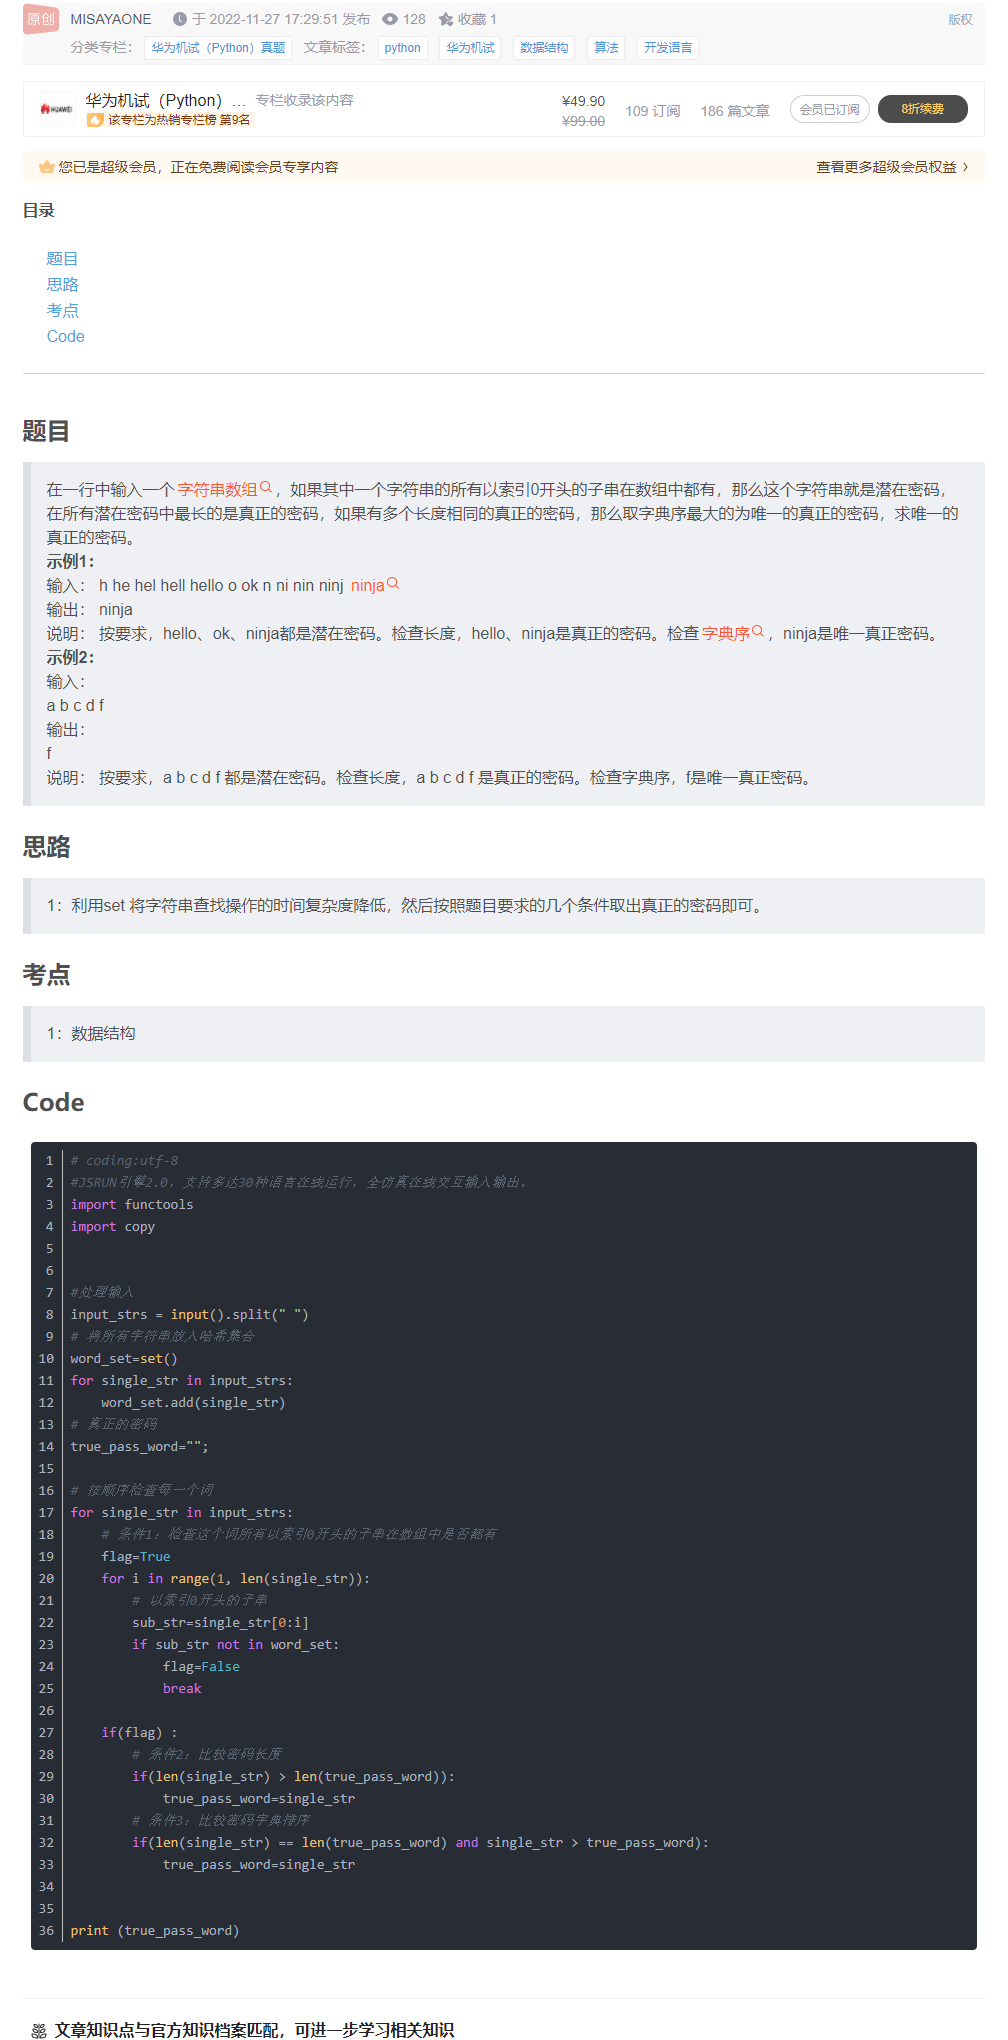 原创 MISAYAONE 于 2022-11-27 17:29:51 发布 128 收藏 1 版权
分类专栏： 华为机试（Python）真题 文章标签： python 华为机试 数据结构 算法 开发语言
HUAWEI 华为机试（Python）... 专栏收录该内容 ¥49.90 109 订阅 186 篇文章 会员已订阅 8折续费
该专栏为热销专栏榜 第9名 ¥99.00
您已是超级会员，正在免费阅读会员专享内容 查看更多超级会员权益 >
目录
题目
思路
考点
Code
题目
在一行中输入一个 字符串数组，如果其中一个字符串的所有以索引0开头的子串在数组中都有，那么这个字符串就是潜在密码，
在所有潜在密码中最长的是真正的密码，如果有多个长度相同的真正的密码，那么取字典序最大的为唯一的真正的密码，求唯一的
真正的密码。
示例1：
输入： h he hel hell hello o ok n ni nin ninj ninja
输出： ninja
说明： 按要求，hello、ok、ninja都是潜在密码。检查长度，hello、ninja是真正的密码。检查 字典序，ninja是唯一真正密码。
示例2：
输入：
a b c d f
输出：
f
说明： 按要求，a b c d f 都是潜在密码。检查长度，a b c d f 是真正的密码。检查字典序，f是唯一真正密码。
思路
1：利用set 将字符串查找操作的时间复杂度降低，然后按照题目要求的几个条件取出真正的密码即可。
考点
1：数据结构
Code
1 # coding:utf-8
2 #JSRUN引擎2.0，支持多达30种语言在线运行，全仿真在线交互输入输出。
3 import functools
4 import copy
5
6
7 #处理输入
8 input_strs = input().split(" ")
9 # 将所有字符串放入哈希集合
10 word_set=set()
11 for single_str in input_strs:
12     word_set.add(single_str)
13 # 真正的密码
14 true_pass_word="";
15
16 # 按顺序检查每一个词
17 for single_str in input_strs:
18     # 条件1：检查这个词所有以索引0开头的子串在数组中是否都有
19     flag=True
20     for i in range(1, len(single_str)):
21         # 以索引0开头的子串
22         sub_str=single_str[0:i]
23         if sub_str not in word_set:
24             flag=False
25             break
26
27     if(flag) :
28         # 条件2：比较密码长度
29         if(len(single_str) > len(true_pass_word)):
30             true_pass_word=single_str
31         # 条件3：比较密码字典排序
32         if(len(single_str) == len(true_pass_word) and single_str > true_pass_word):
33             true_pass_word=single_str
34
35
36 print (true_pass_word)
文章知识点与官方知识档案匹配，可进一步学习相关知识